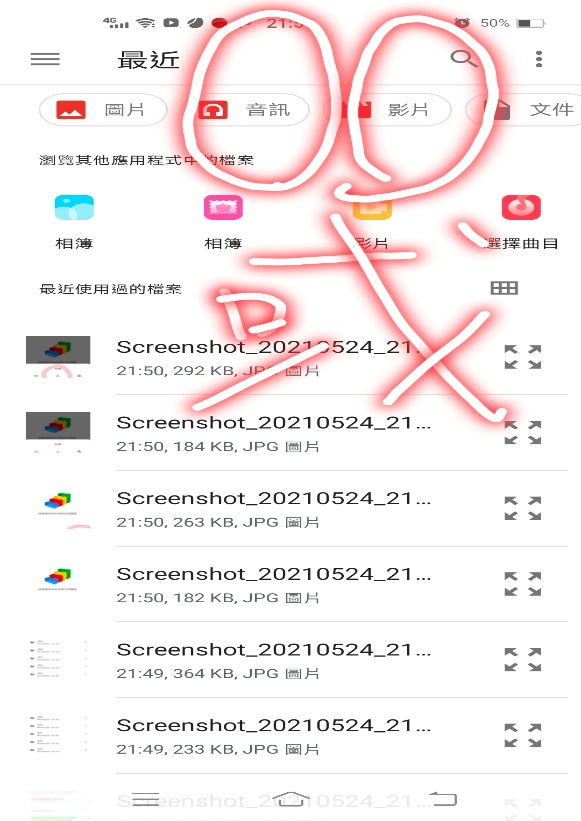 4G 21:5 50%
最近
圖片 音訊 影片 文件
瀏覽其他應用程式中的檔案
相簿 相簿 影片 選擇曲目
最近使用過的檔案
00
或
Screenshot_20210524_21...
21:50, 292 KB, JPG 圖片
Screenshot_20210524_21...
21:50, 184 KB, JPG 圖片
Screenshot_20210524_21...
21:50, 263 KB, JPG 圖片
Screenshot_20210524_21...
21:50, 182 KB, JPG 圖片
Screenshot_20210524_21...
21:49, 364 KB, JPG 圖片
Screenshot_20210524_21...
21:49, 233 KB, JPG 圖片
Screenshot_20210524_21...